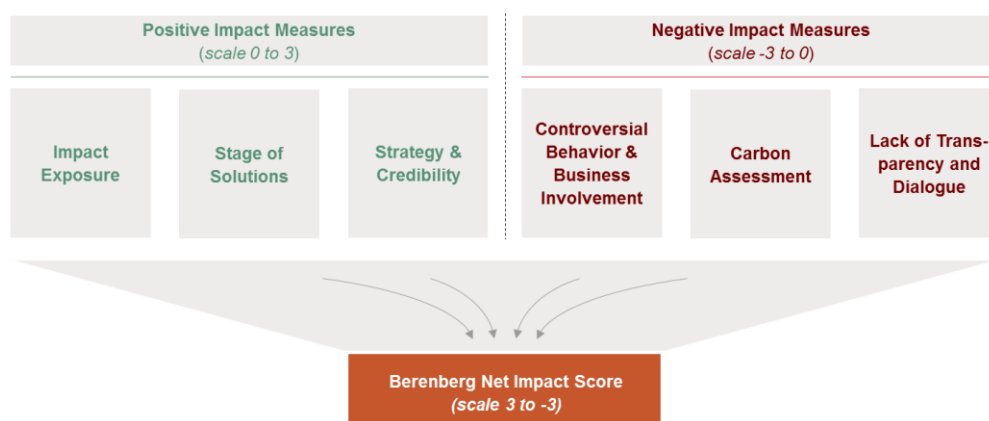 Positive Impact Measures
(scale 0 to 3)
Negative Impact Measures
(scale -3 to 0)
Impact
Exposure
Stage of
Solutions
Strategy &
Credibility
Controversial
Behavior &
Business
Involvement
Carbon
Assessment
Lack of Trans-
parency and
Dialogue
Berenberg Net Impact Score
(scale 3 to -3)